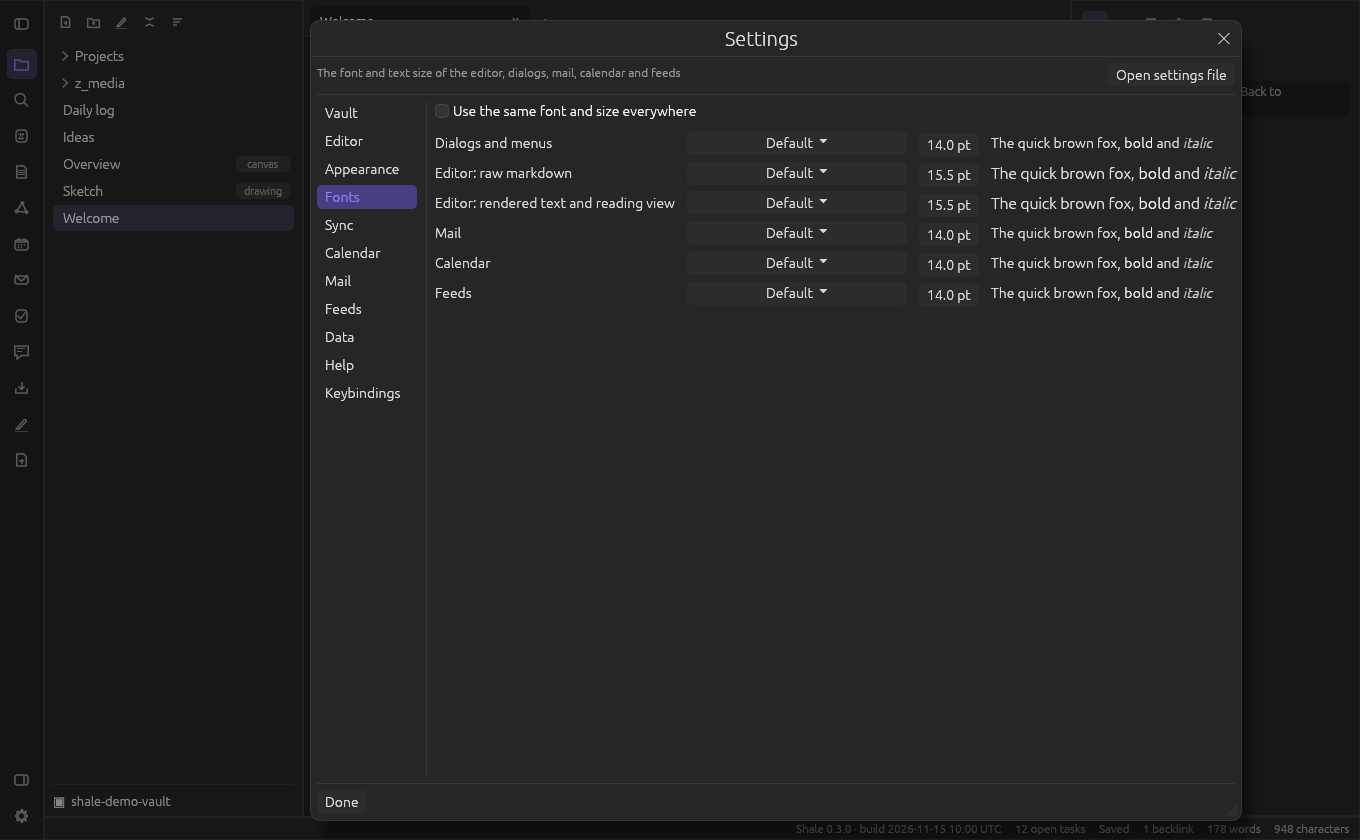 Welcome
Settings
The font and text size of the editor, dialogs, mail, calendar and feeds
Open settings file
Projects
z_media
Daily log
Ideas
Overview
canvas
Sketch
drawing
Welcome
Back to
Vault
Editor
Appearance
Fonts
Sync
Calendar
Mail
Feeds
Data
Help
Keybindings
Use the same font and size everywhere
Dialogs and menus Default 14.0 pt The quick brown fox, bold and italic
Editor: raw markdown Default 15.5 pt The quick brown fox, bold and italic
Editor: rendered text and reading view Default 15.5 pt The quick brown fox, bold and italic
Mail Default 14.0 pt The quick brown fox, bold and italic
Calendar Default 14.0 pt The quick brown fox, bold and italic
Feeds Default 14.0 pt The quick brown fox, bold and italic
Done
shale-demo-vault
Shale 0.3.0 · build 2026-11-15 10:00 UTC 12 open tasks Saved 1 backlink 178 words 948 characters